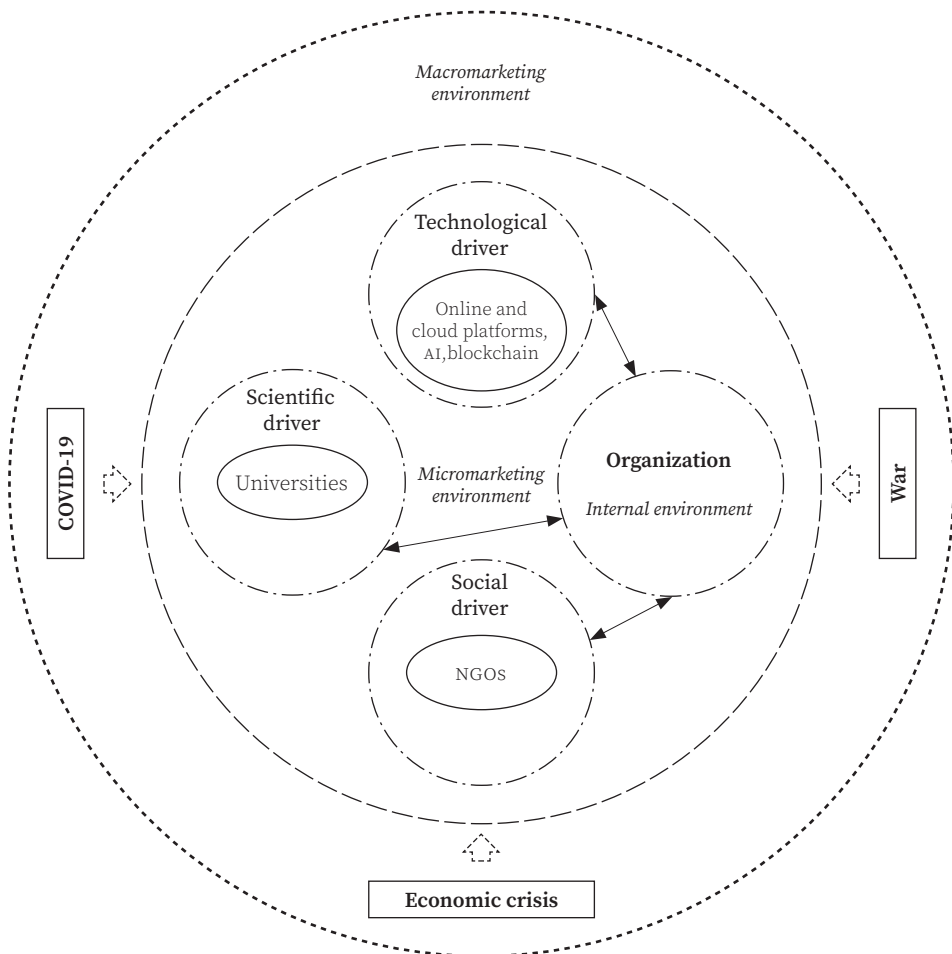 Macromarketing
environment
Technological
driver
Online and
cloud platforms,
AI,blockchain
Scientific
driver
Universities
Micromarketing
environment
Organization
Internal environment
COVID-19
War
Social
driver
NGOs
Economic crisis